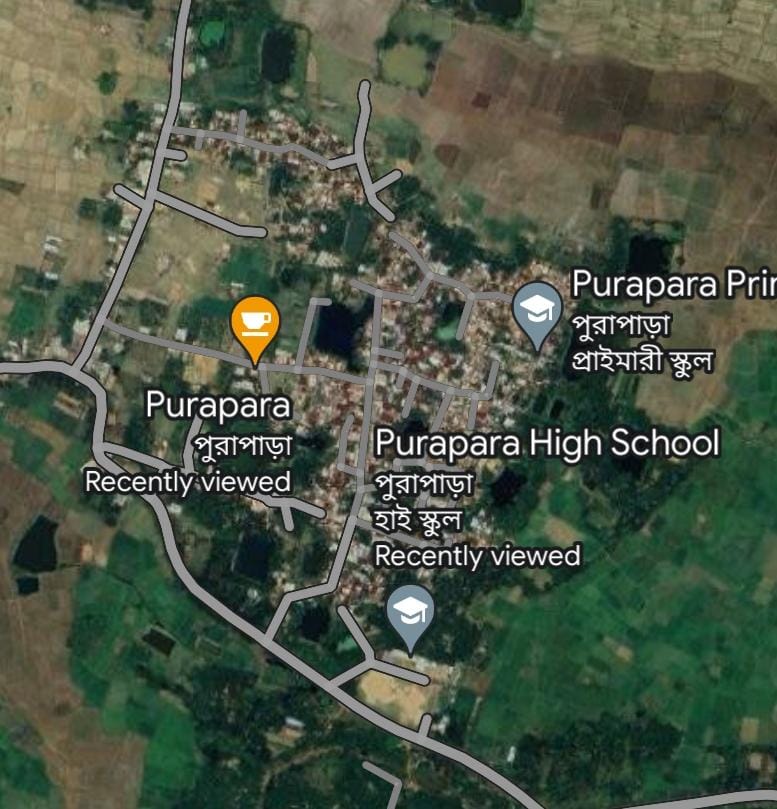 Purapara Prir
পুরাপাড়া
প্রাইমারী স্কুল
Purapara
পুরাপাড়া
Recently viewed
Purapara High School
পুরাপাড়া
হাই স্কুল
Recently viewed